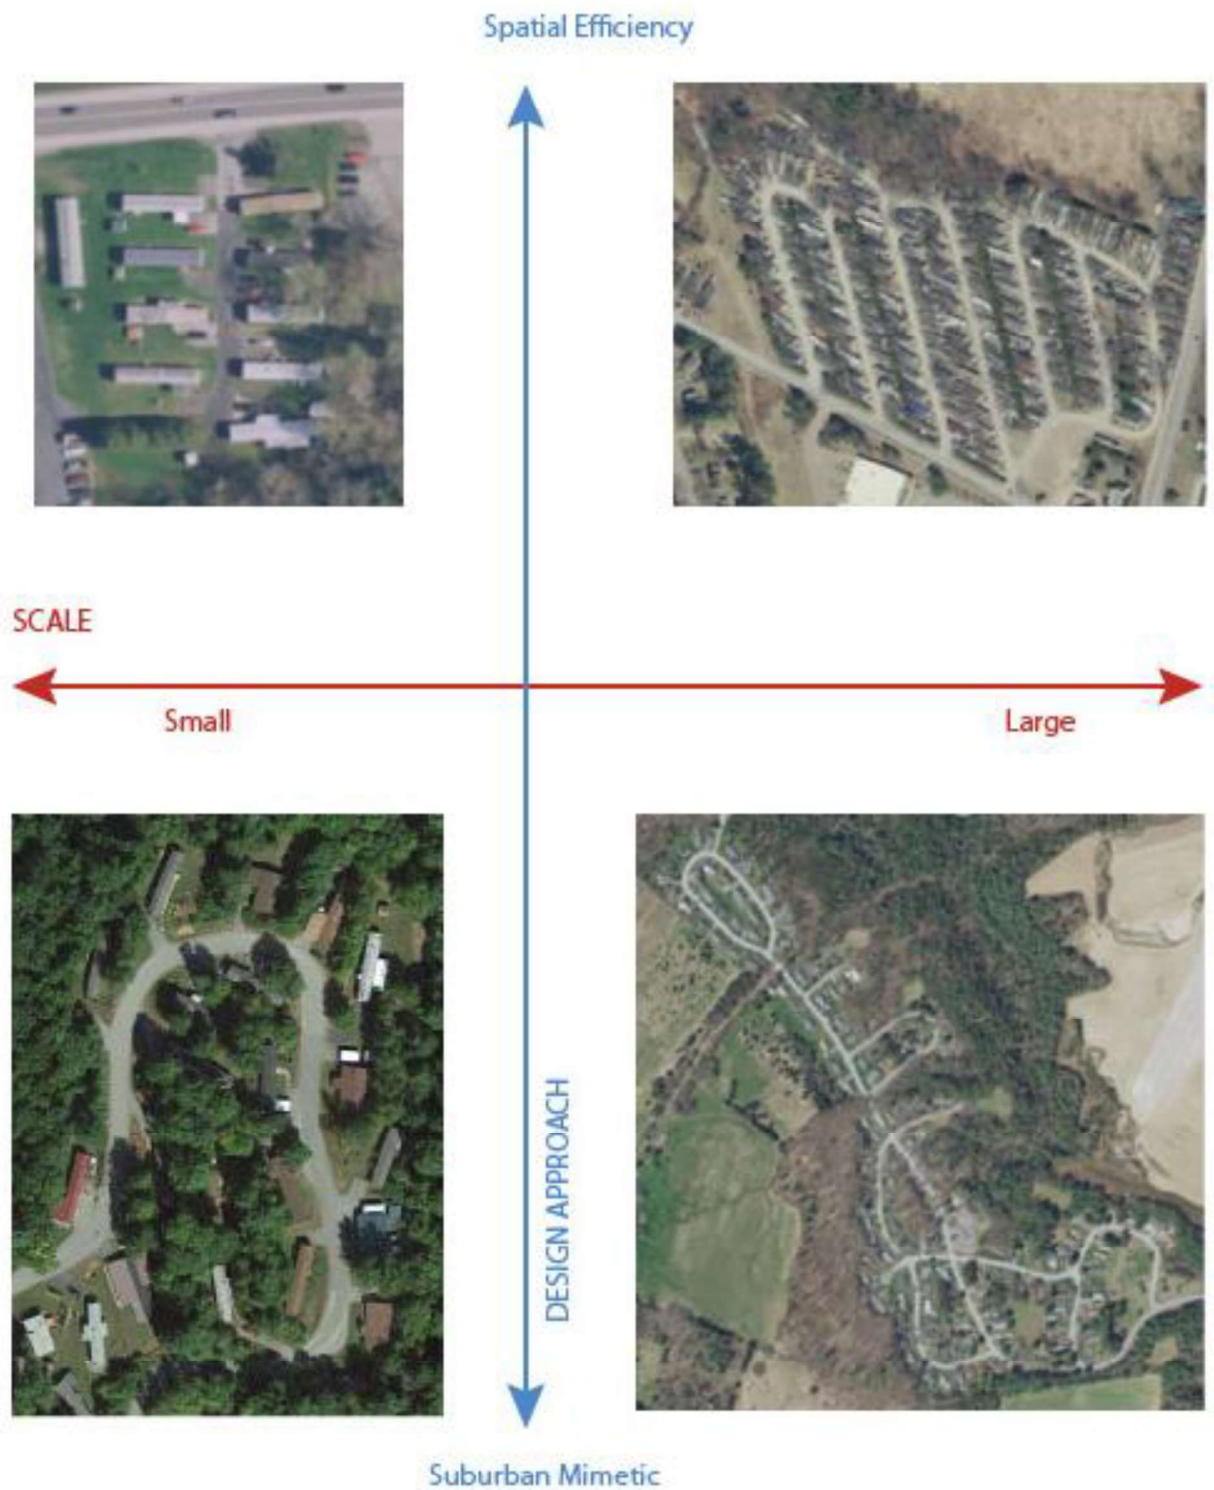 Spatial Efficiency
SCALE
Small
Large
DESIGN APPROACH
Suburban Mimetic